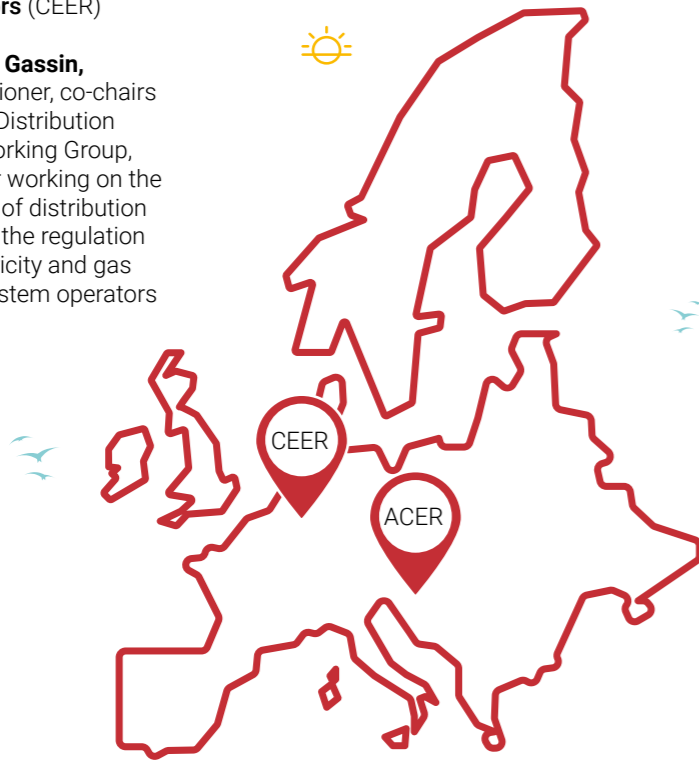 rs (CEER)
Gassin,
ioner, co-chairs
Distribution
orking Group,
working on the
of distribution
the regulation
icity and gas
stem operators
CEER
ACER